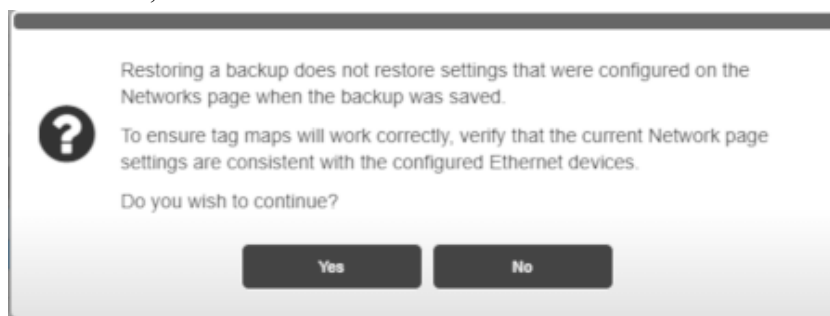 Restoring a backup does not restore settings that were configured on the
Networks page when the backup was saved.
To ensure tag maps will work correctly, verify that the current Network page
settings are consistent with the configured Ethernet devices.
Do you wish to continue?
Yes
No